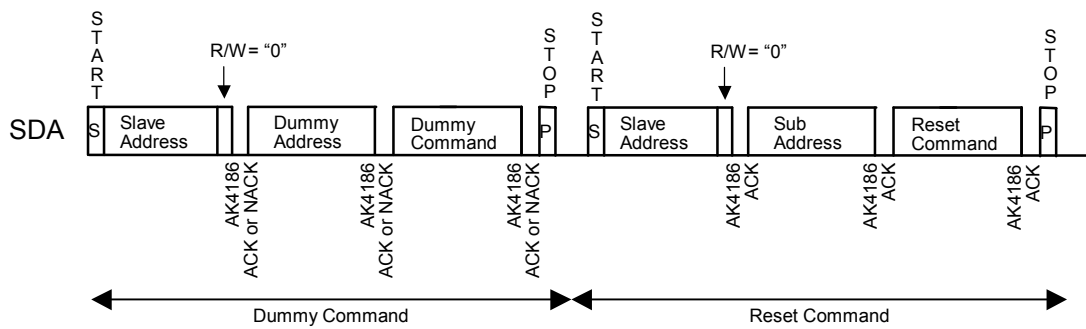 START
R/W= “0”
STOP
START
R/W= “0”
STOP
SDA
S
Slave
Address
Dummy
Address
Dummy
Command
P
S
Slave
Address
Sub
Address
Reset
Command
P
AK4186
ACK or NACK
AK4186
ACK or NACK
AK4186
ACK or NACK
AK4186
ACK
AK4186
ACK
AK4186
ACK
Dummy Command
Reset Command